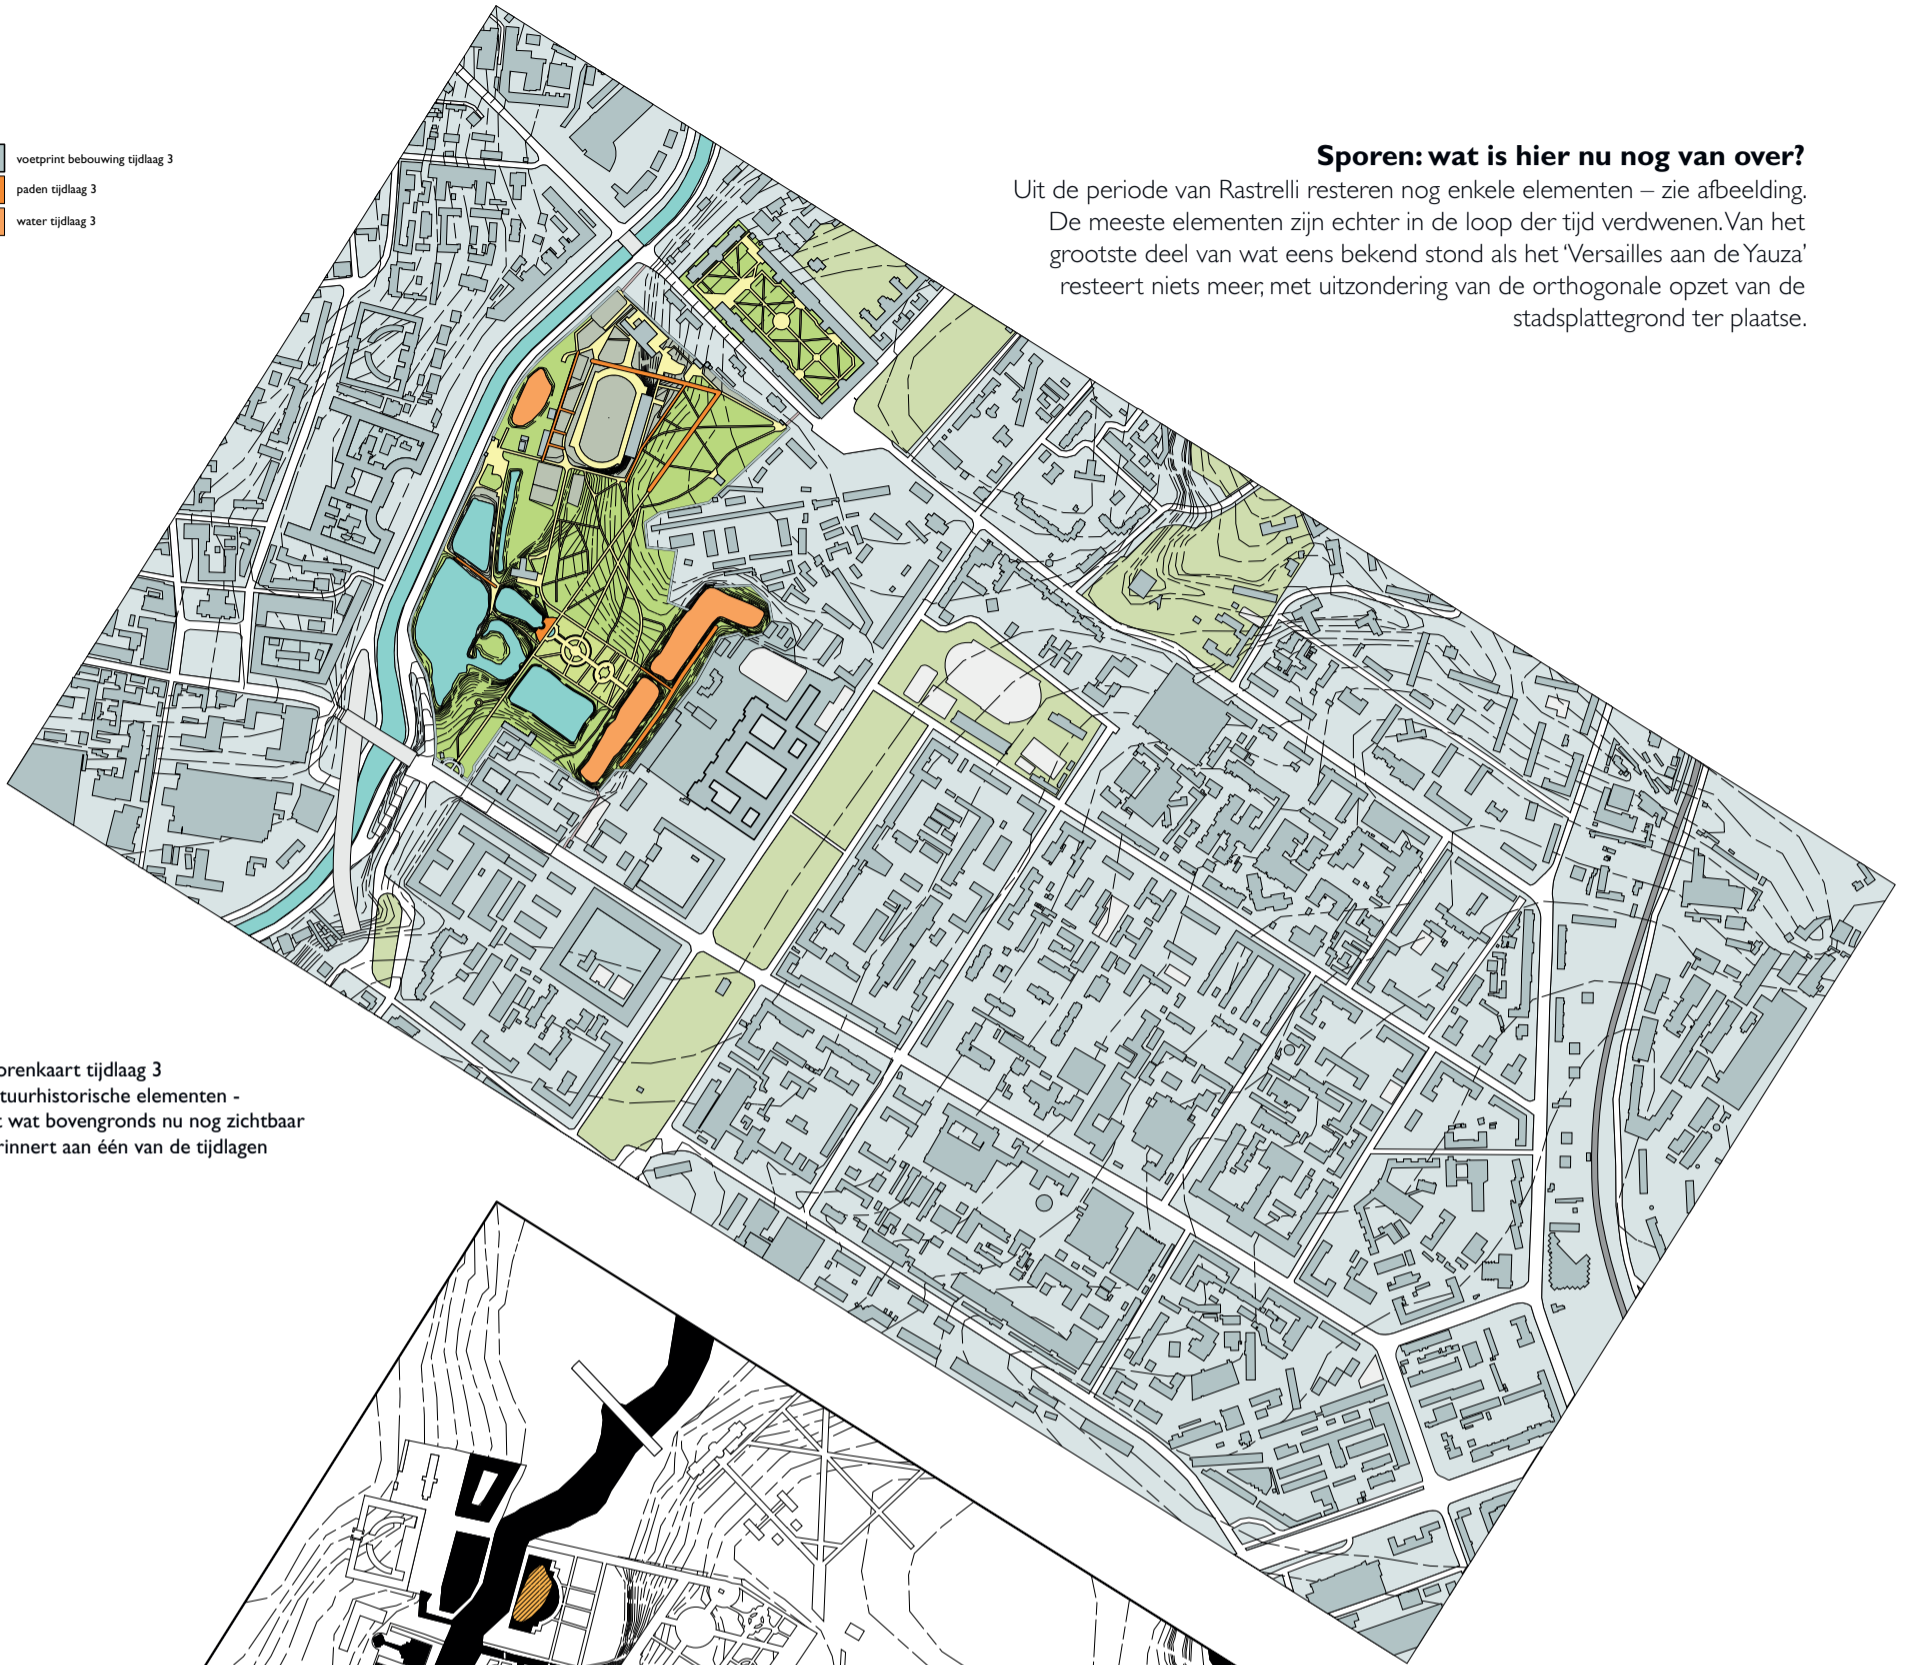 voetprint bebouwing tijdlaag 3
paden tijdlaag 3
water tijdlaag 3
Sporen: wat is hier nu nog van over?
Uit de periode van Rastrelli resteren nog enkele elementen – zie afbeelding.
De meeste elementen zijn echter in de loop der tijd verdwenen. Van het
grootste deel van wat eens bekend stond als het ‘Versailles aan de Yauza’
resteert niets meer, met uitzondering van de orthogonale opzet van de
stadsplattegrond ter plaatse.
orenkaart tijdlaag 3
tuurhistorische elementen -
t wat bovengronds nu nog zichtbaar
rinnert aan één van de tijdlagen